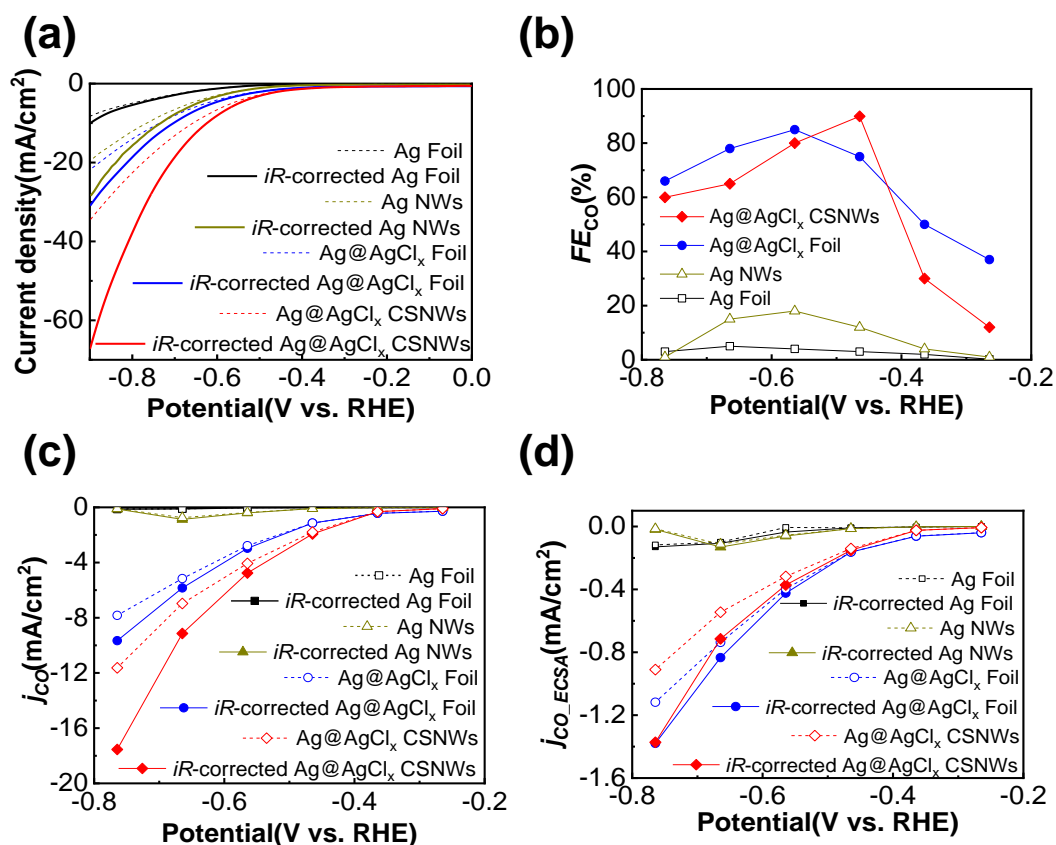 (a)
Current density(mA/cm²)
0
-20
-40
-60
Ag Foil
iR-corrected Ag Foil
Ag NWs
iR-corrected Ag NWs
Ag@AgClₓ Foil
iR-corrected Ag@AgClₓ Foil
Ag@AgClₓ CSNWs
iR-corrected Ag@AgClₓ CSNWs
-0.8 -0.6 -0.4 -0.2 0.0
Potential(V vs. RHE)
(b)
FE_CO(%)
100
80
60
40
20
0
Ag@AgClₓ CSNWs
Ag@AgClₓ Foil
Ag NWs
Ag Foil
-0.8 -0.6 -0.4 -0.2
Potential(V vs. RHE)
(c)
j_CO(mA/cm²)
0
-4
-8
-12
-16
-20
Ag Foil
iR-corrected Ag Foil
Ag NWs
iR-corrected Ag NWs
Ag@AgClₓ Foil
iR-corrected Ag@AgClₓ Foil
Ag@AgClₓ CSNWs
iR-corrected Ag@AgClₓ CSNWs
-0.8 -0.6 -0.4 -0.2
Potential(V vs. RHE)
(d)
j_CO_ECSA(mA/cm²)
0.0
-0.4
-0.8
-1.2
-1.6
Ag Foil
iR-corrected Ag Foil
Ag NWs
iR-corrected Ag NWs
Ag@AgClₓ Foil
iR-corrected Ag@AgClₓ Foil
Ag@AgClₓ CSNWs
iR-corrected Ag@AgClₓ CSNWs
-0.8 -0.6 -0.4 -0.2
Potential(V vs. RHE)